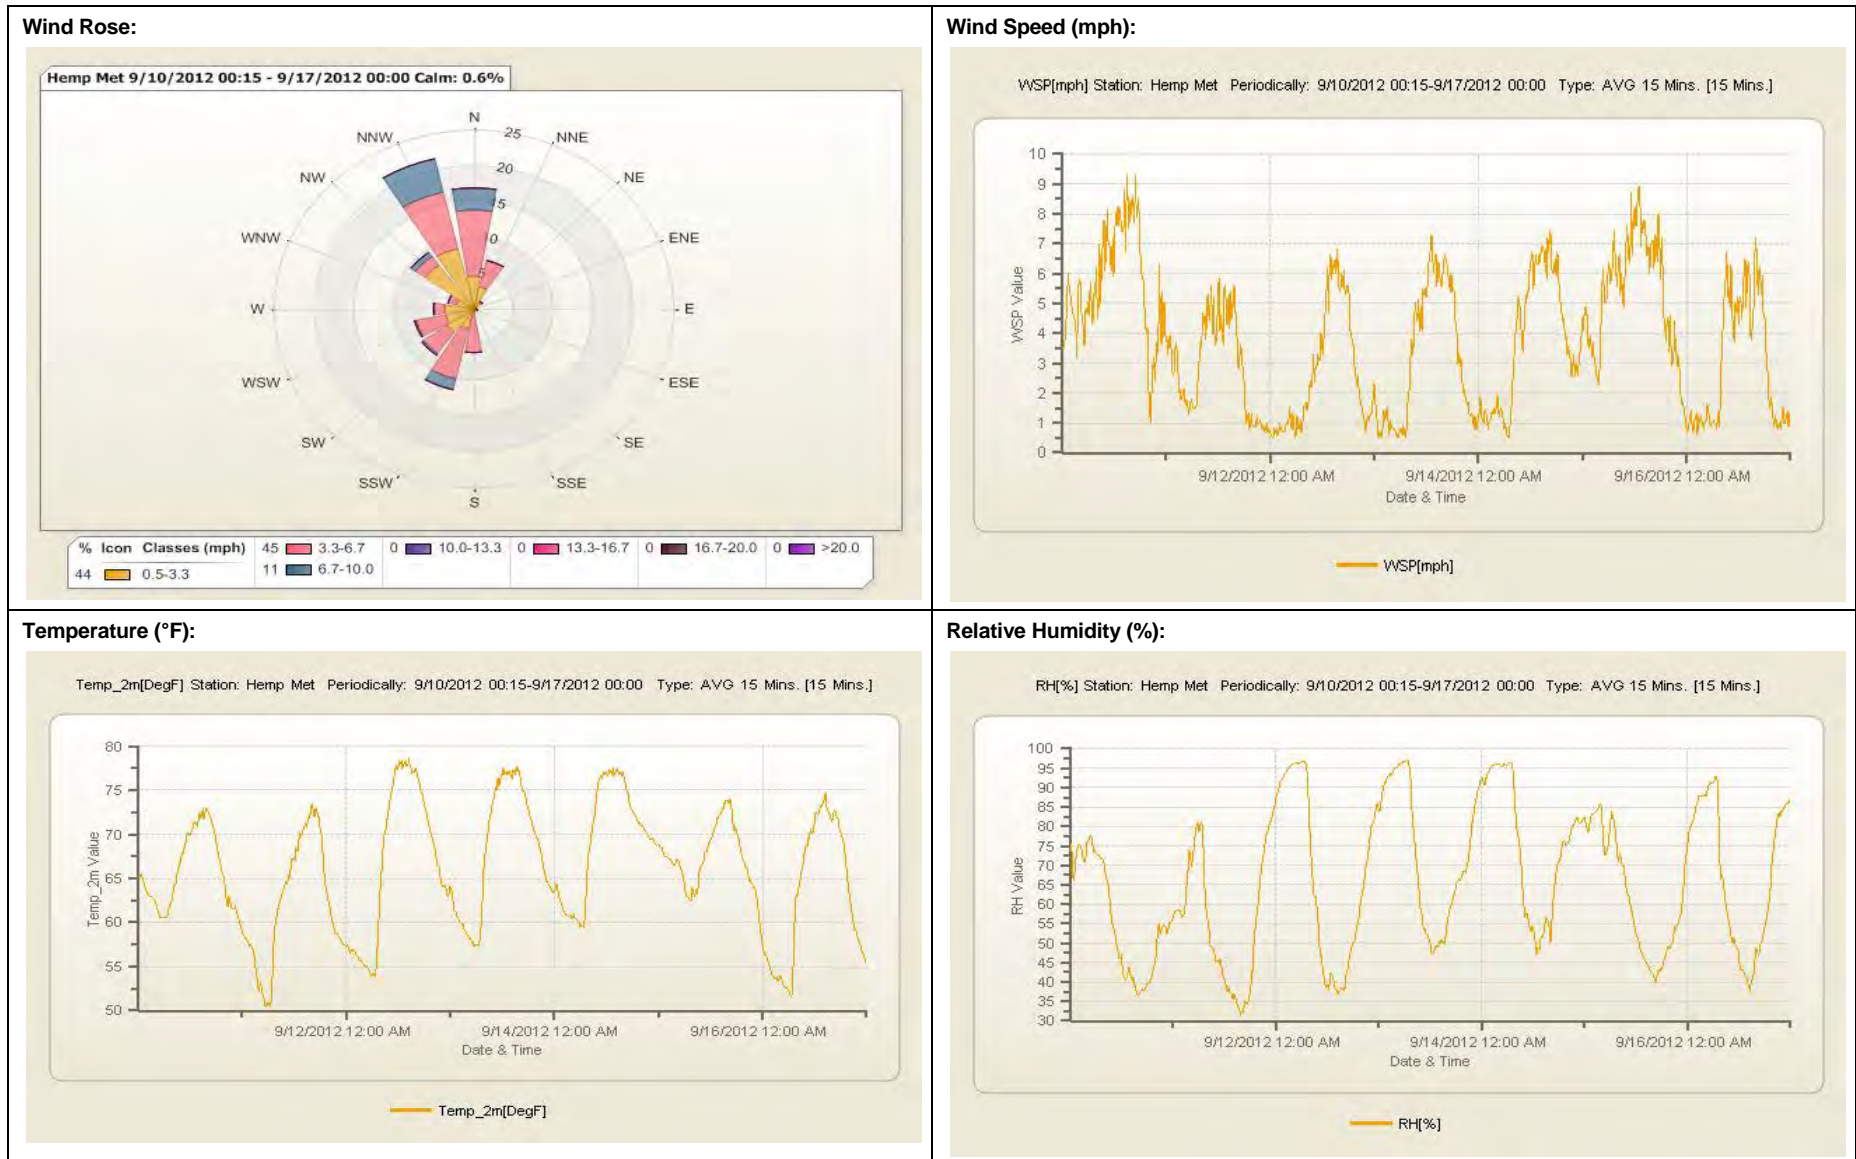 Wind Rose:
Hemp Met 9/10/2012 00:15 - 9/17/2012 00:00 Calm: 0.6%
N
NNE
NE
ENE
E
ESE
SE
SSE
S
SSW
SW
WSW
W
WNW
NW
NNW
25
20
15
10
5
% Icon Classes (mph)
44 0.5-3.3
45 3.3-6.7
11 6.7-10.0
0 10.0-13.3
0 13.3-16.7
0 16.7-20.0
0 >20.0
Wind Speed (mph):
WSP[mph] Station: Hemp Met Periodically: 9/10/2012 00:15-9/17/2012 00:00 Type: AVG 15 Mins. [15 Mins.]
WSP Value
10
9
8
7
6
5
4
3
2
1
0
9/12/2012 12:00 AM 9/14/2012 12:00 AM 9/16/2012 12:00 AM
Date & Time
WSP[mph]
Temperature (°F):
Temp_2m[DegF] Station: Hemp Met Periodically: 9/10/2012 00:15-9/17/2012 00:00 Type: AVG 15 Mins. [15 Mins.]
Temp_2m Value
80
75
70
65
60
55
50
9/12/2012 12:00 AM 9/14/2012 12:00 AM 9/16/2012 12:00 AM
Date & Time
Temp_2m[DegF]
Relative Humidity (%):
RH[%] Station: Hemp Met Periodically: 9/10/2012 00:15-9/17/2012 00:00 Type: AVG 15 Mins. [15 Mins.]
RH Value
100
95
90
85
80
75
70
65
60
55
50
45
40
35
30
9/12/2012 12:00 AM 9/14/2012 12:00 AM 9/16/2012 12:00 AM
Date & Time
RH[%]